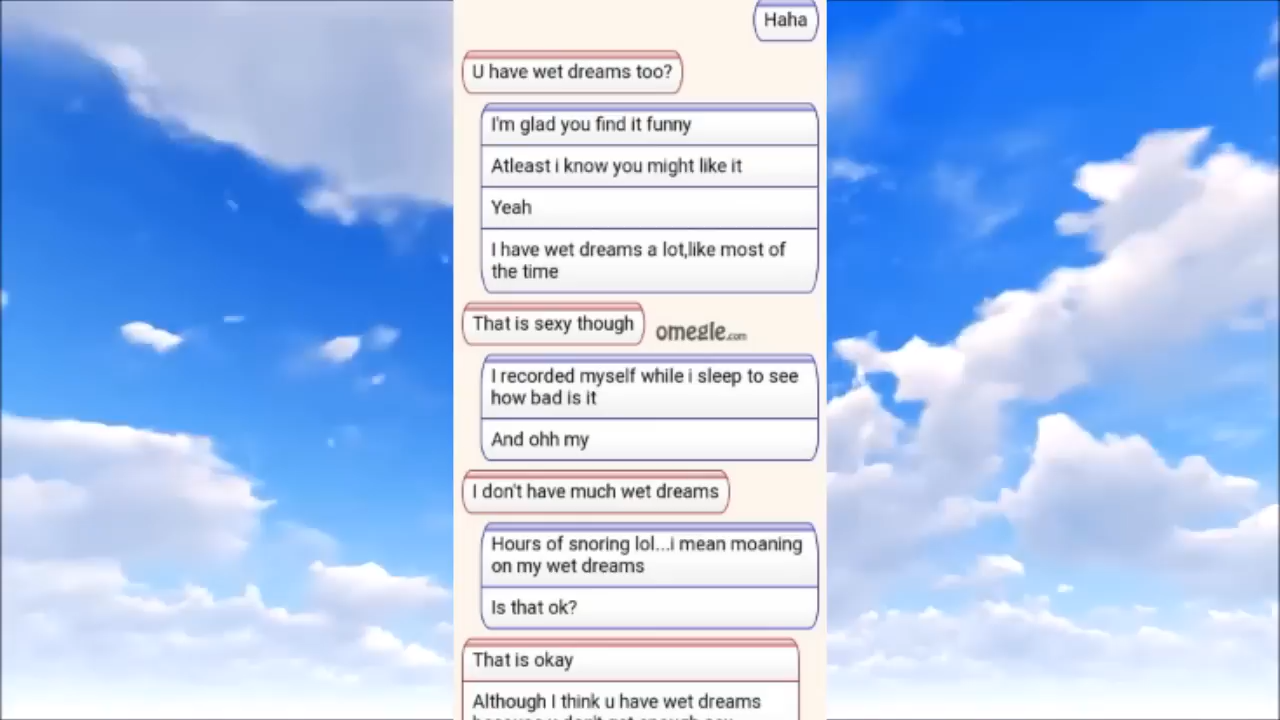 Haha
U have wet dreams too?
I'm glad you find it funny
Atleast i know you might like it
Yeah
I have wet dreams a lot,like most of
the time
That is sexy though
omegle.com
I recorded myself while i sleep to see
how bad is it
And ohh my
I don't have much wet dreams
Hours of snoring lol...i mean moaning
on my wet dreams
Is that ok?
That is okay
Although I think u have wet dreams